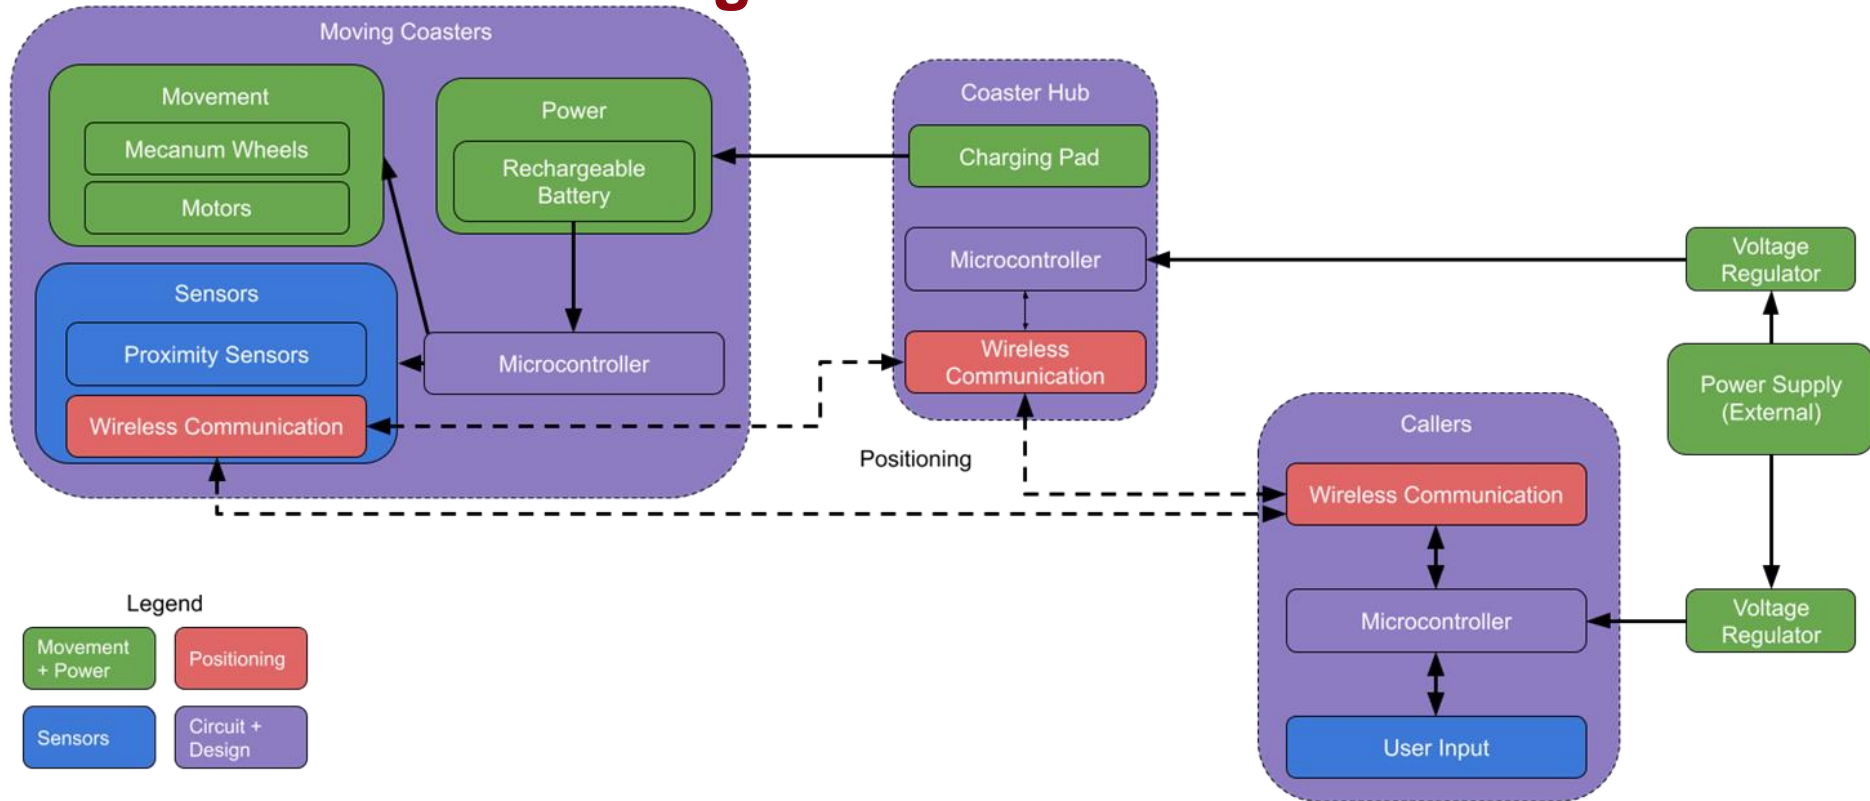 Moving Coasters
Movement
Mecanum Wheels
Motors
Power
Rechargeable
Battery
Sensors
Proximity Sensors
Wireless Communication
Microcontroller
Coaster Hub
Charging Pad
Microcontroller
Wireless
Communication
Positioning
Callers
Wireless Communication
Microcontroller
User Input
Voltage
Regulator
Power Supply
(External)
Voltage
Regulator
Legend
Movement
+ Power
Positioning
Sensors
Circuit +
Design